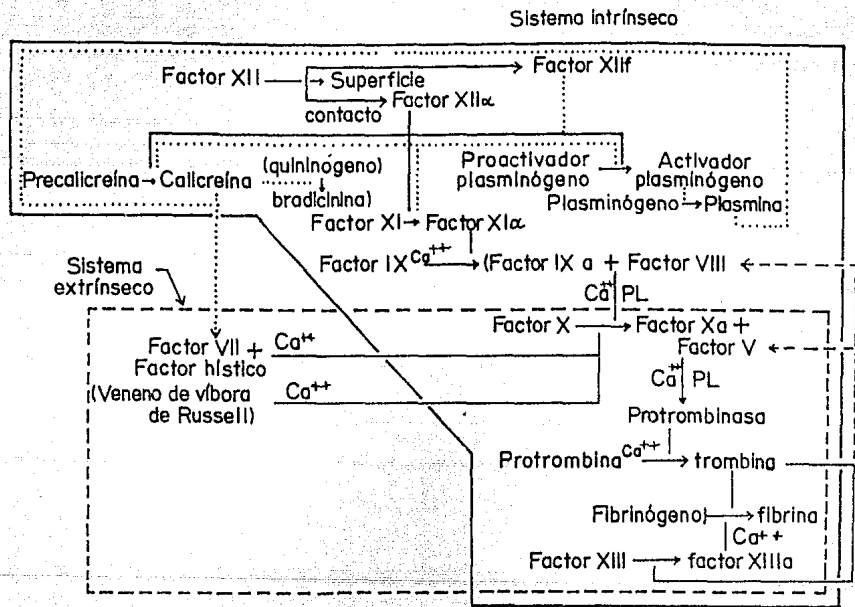 Sistema intrínseco
Factor XII → Superficie
Factor XIIf
contacto Factor XIIα
Precalicreína → Calicreína
(quininógeno)
bradicinina)
Proactivador
plasminógeno
Activador
plasminógeno
Plasminógeno → Plasmina
Factor XI → Factor XIα
Factor IX Ca++ → (Factor IX a + Factor VIII
Sistema
extrínseco
Ca++ PL
Factor X → Factor Xa +
Factor V
Factor VII + Ca++
Factor hístico
(Veneno de víbora Ca++
de Russell)
Ca++ PL
Protrombinasa
Protrombina Ca++ → trombina
Fibrinógeno → fibrina
Ca++
Factor XIII → factor XIIIa